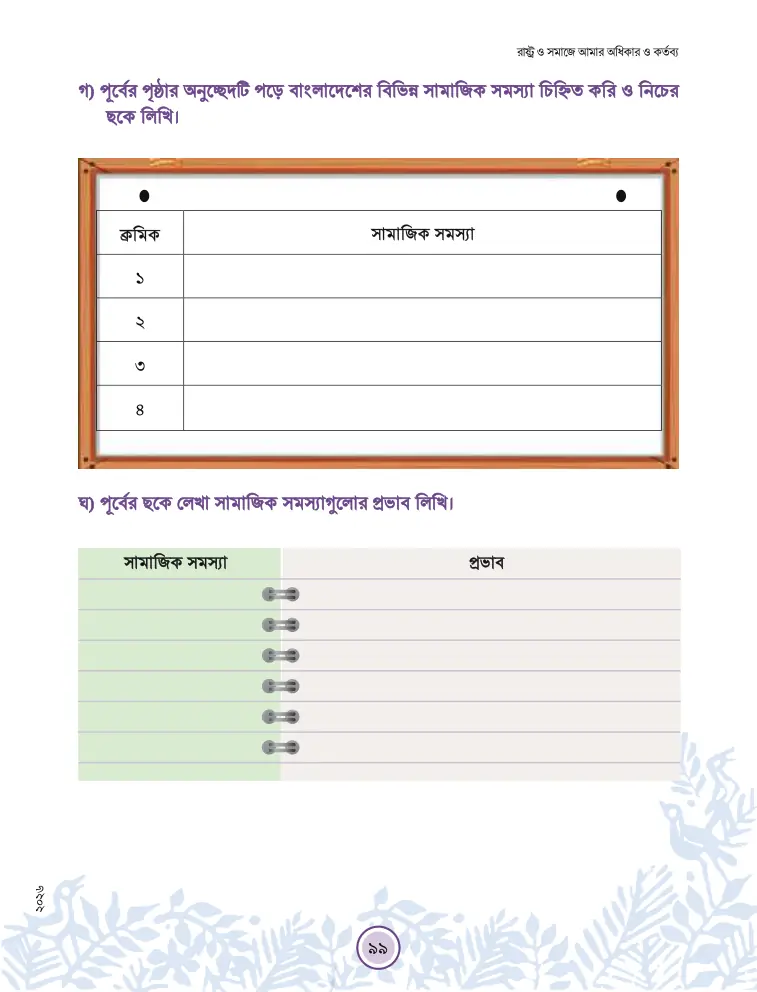 রাষ্ট্র ও সমাজে আমার অধিকার ও কর্তব্য
গ) পূর্বের পৃষ্ঠার অনুচ্ছেদটি পড়ে বাংলাদেশের বিভিন্ন সামাজিক সমস্যা চিহ্নিত করি ও নিচের
ছকে লিখি।
ক্রমিক সামাজিক সমস্যা
১
২
৩
৪
ঘ) পূর্বের ছকে লেখা সামাজিক সমস্যাগুলোর প্রভাব লিখি।
সামাজিক সমস্যা প্রভাব
২০২৬
৯৯